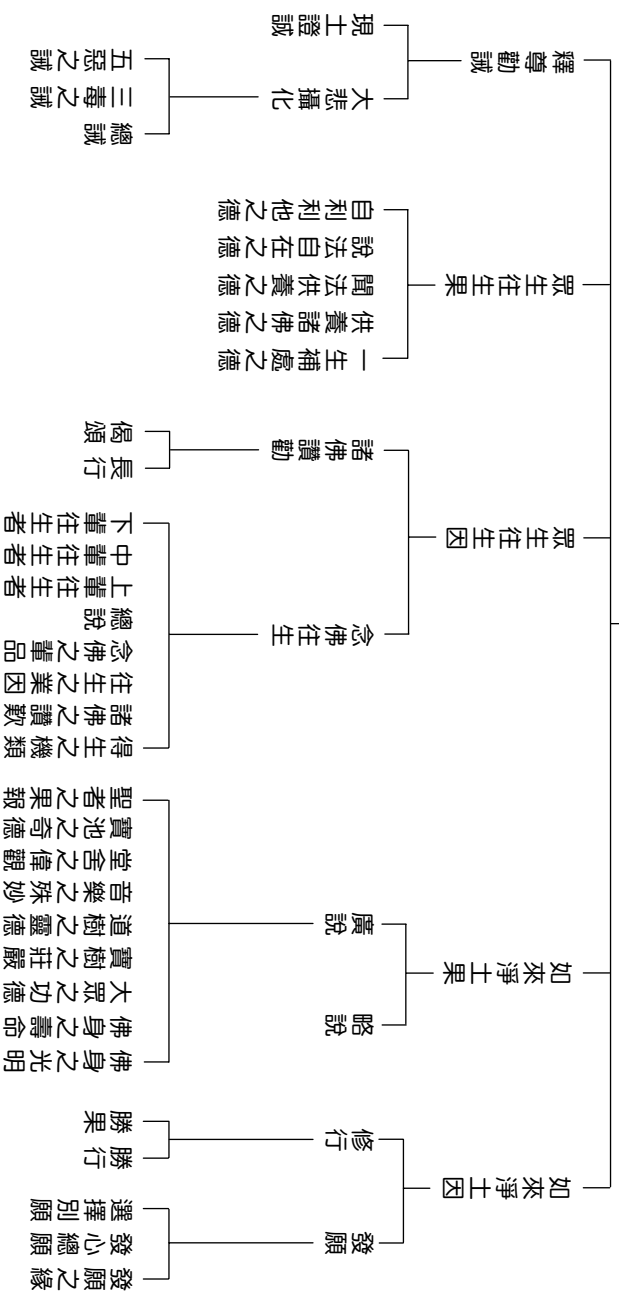 如來淨土因
發願
發願之緣
發心總願
選擇別願
修行
勝行
勝果
如來淨土果
略說
廣說
佛身之光明
佛身之壽命
大眾之功德
寶樹之莊嚴
道樹之靈德
音樂之殊妙
堂舍之偉觀
寶池之奇德
聖者之果報
眾生往生因
念佛往生
得生之機類
諸佛之讚歎
往生之業因
念佛之輩品
總說
上輩往生者
中輩往生者
下輩往生者
諸佛讚勸
長行
偈頌
眾生往生果
一生補處之德
供養諸佛之德
聞法供養之德
說法自在之德
自利利他之德
釋尊勸誡
大悲攝化
總誡
三毒之誡
五惡之誡
現土證誠